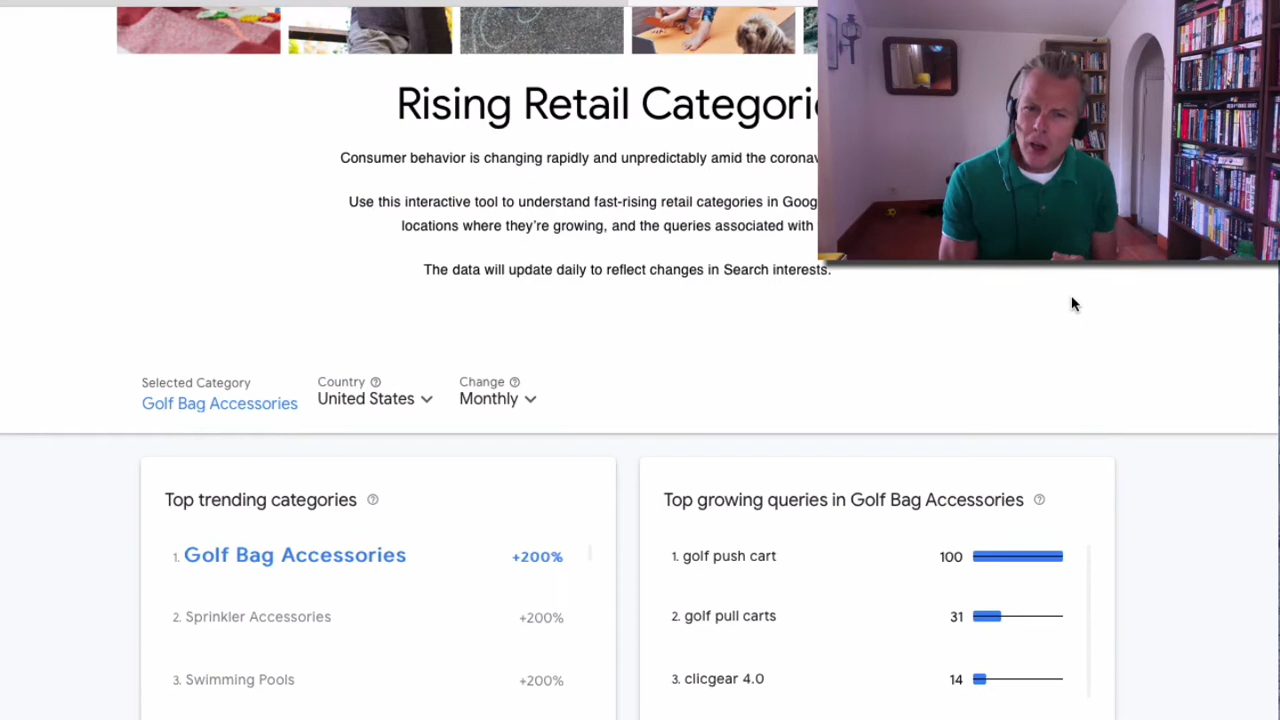 Rising Retail Categori
Consumer behavior is changing rapidly and unpredictably amid the coronav
Use this interactive tool to understand fast-rising retail categories in Goog
locations where they're growing, and the queries associated with
The data will update daily to reflect changes in Search interests.
Selected Category
Golf Bag Accessories
Country
United States
Change
Monthly
Top trending categories
1. Golf Bag Accessories +200%
2. Sprinkler Accessories +200%
3. Swimming Pools +200%
Top growing queries in Golf Bag Accessories
1. golf push cart 100
2. golf pull carts 31
3. clicgear 4.0 14